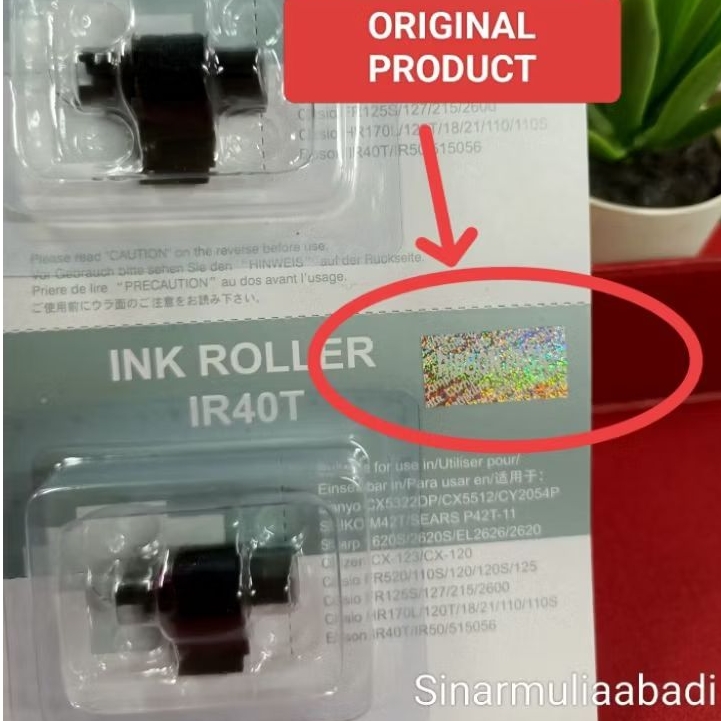 ORIGINAL
PRODUCT
FR125S/127/215/2600
HR170L/120T/18/21/110/110S
IR40T/IR50/515056
Please read "CAUTION" on the reverse before use.
Vor Gebrauch bitte sehen Sie den "HINWEIS" auf der Rückseite.
Priere de lire "PRECAUTION" au dos avant l'usage.
ご使用前にウラ面のご注意をお読み下さい。
INK ROLLER
IR40T
for use in/Utiliser pour/
bar in/Para usar en/适用于:
CX5322DP/CX5512/CY2054P
M42T/SEARS P42T-11
620S/2620S/EL2626/2620
CX-123/CX-120
Casio FR520/110S/120/120S/125
Casio FR125S/127/215/2600
Casio HR170L/120T/18/21/110/110S
Epson IR40T/IR50/515056
Sinarmuliaabadi